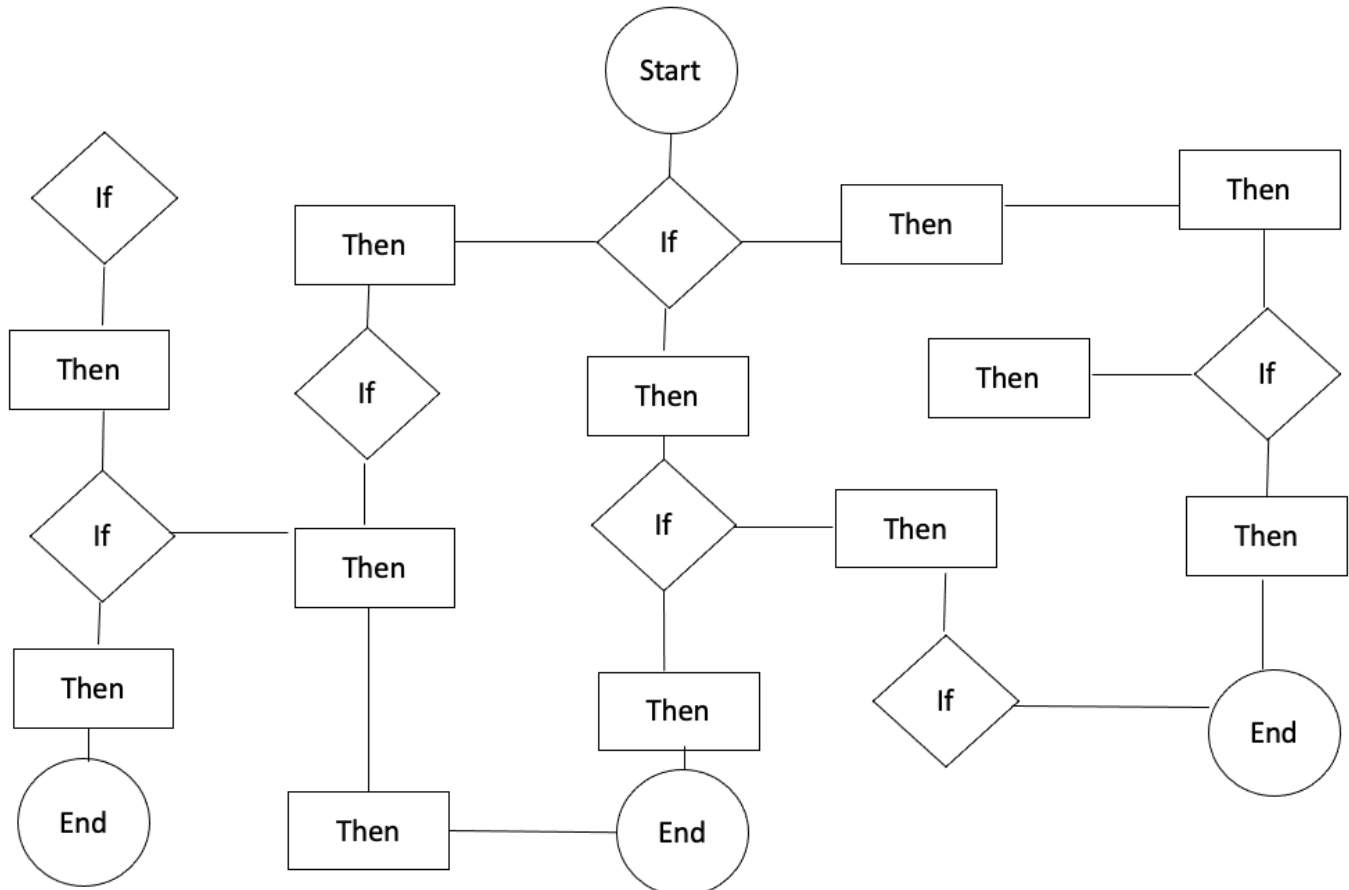 Start
If
Then
If
Then
Then
Then
If
Then
Then
If
Then
If
Then
If
Then
Then
Then
If
Then
Then
End
End
Then
End